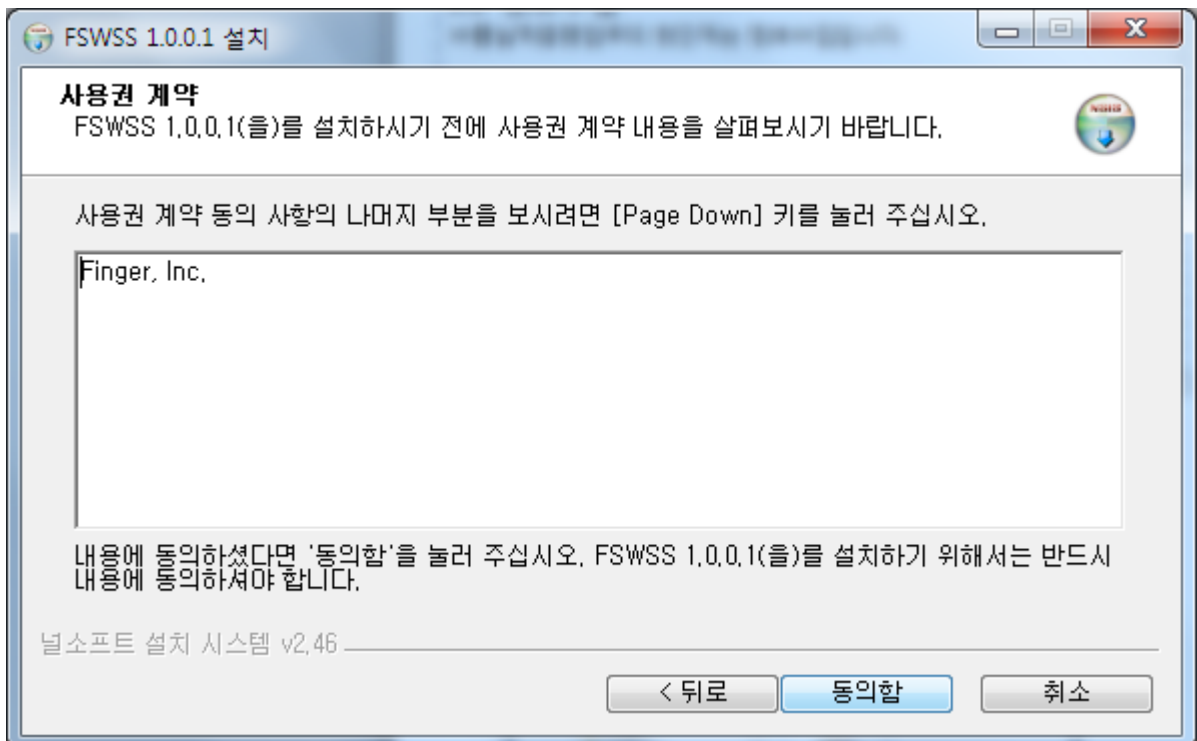 FSWSS 1.0.0.1 설치
사용권 계약
FSWSS 1.0.0.1(을)를 설치하시기 전에 사용권 계약 내용을 살펴보시기 바랍니다.
사용권 계약 동의 사항의 나머지 부분을 보시려면 [Page Down] 키를 눌러 주십시오.
Finger, Inc.
내용에 동의하셨다면 '동의함'을 눌러 주십시오. FSWSS 1.0.0.1(을)를 설치하기 위해서는 반드시
내용에 동의하셔야 합니다.
널소프트 설치 시스템 v2.46
< 뒤로
동의함
취소